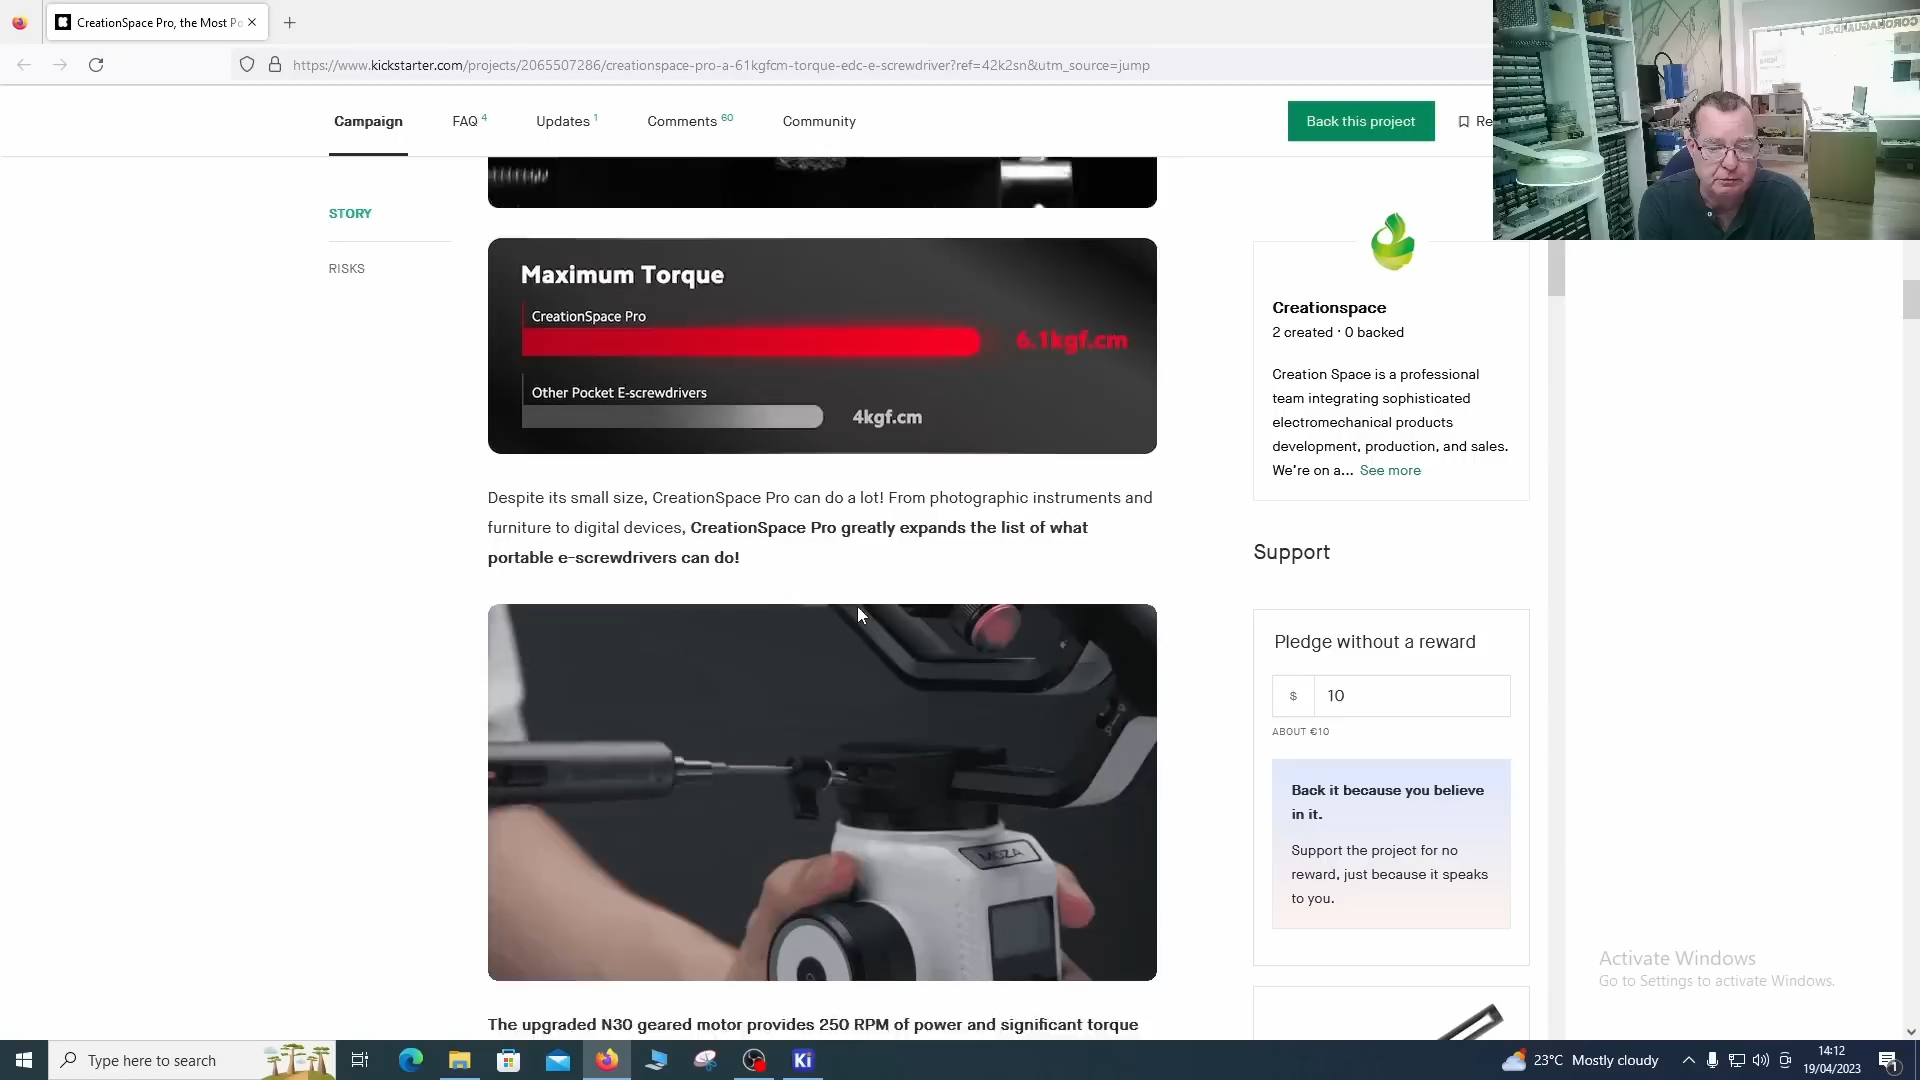 CreationSpace Pro, the Most Po
https://www.kickstarter.com/projects/2065507286/creationspace-pro-a-61kgfcm-torque-edc-e-screwdriver?ref=42k2sn&utm_source=jump
Campaign
FAQ 4
Updates 1
Comments 60
Community
Back this project
Re
STORY
RISKS
Maximum Torque
CreationSpace Pro
6.1kgf.cm
Other Pocket E-screwdrivers
4kgf.cm
Despite its small size, CreationSpace Pro can do a lot! From photographic instruments and
furniture to digital devices, CreationSpace Pro greatly expands the list of what
portable e-screwdrivers can do!
MOZA
The upgraded N30 geared motor provides 250 RPM of power and significant torque
Creationspace
2 created · 0 backed
Creation Space is a professional
team integrating sophisticated
electromechanical products
development, production, and sales.
We're on a... See more
Support
Pledge without a reward
$ 10
ABOUT €10
Back it because you believe
in it.
Support the project for no
reward, just because it speaks
to you.
Activate Windows
Go to Settings to activate Windows.
Type here to search
Ki
23°C Mostly cloudy
14:12
19/04/2023
1